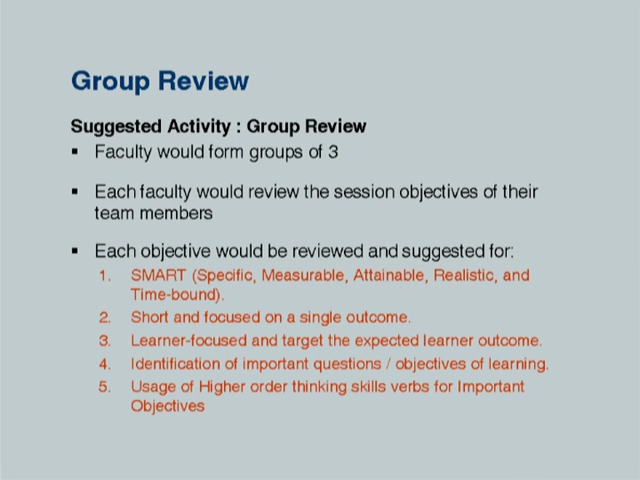 Group Review
Suggested Activity : Group Review
▪ Faculty would form groups of 3
▪ Each faculty would review the session objectives of their
team members
▪ Each objective would be reviewed and suggested for:
1. SMART (Specific, Measurable, Attainable, Realistic, and
Time-bound).
2. Short and focused on a single outcome.
3. Learner-focused and target the expected learner outcome.
4. Identification of important questions / objectives of learning.
5. Usage of Higher order thinking skills verbs for Important
Objectives